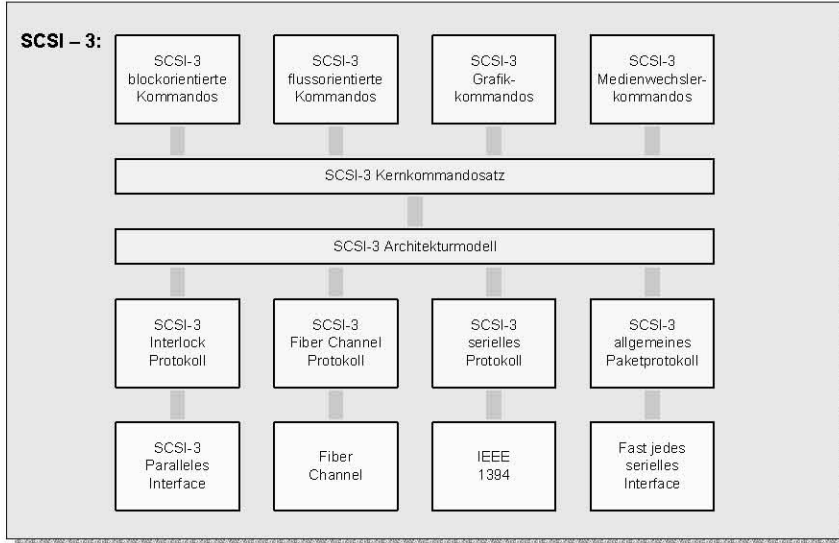 SCSI – 3:
SCSI-3
blockorientierte
Kommandos
SCSI-3
flussorientierte
Kommandos
SCSI-3
Grafik-
kommandos
SCSI-3
Medienwechsler-
kommandos
SCSI-3 Kernkommandosatz
SCSI-3 Architekturmodell
SCSI-3
Interlock
Protokoll
SCSI-3
Fiber Channel
Protokoll
SCSI-3
serielles
Protokoll
SCSI-3
allgemeines
Paketprotokoll
SCSI-3
Paralleles
Interface
Fiber
Channel
IEEE
1394
Fast jedes
serielles
Interface